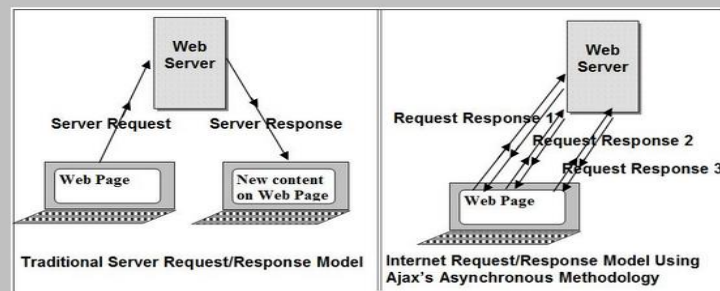 Web
Server
Server Request
Server Response
Web Page
New content
on Web Page
Traditional Server Request/Response Model
Web
Server
Request Response 1
Request Response 2
Request Response 3
Web Page
Internet Request/Response Model Using
Ajax's Asynchronous Methodology